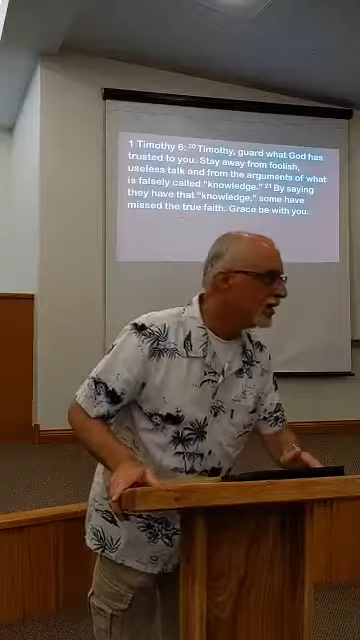 1 Timothy 6: 20 Timothy, guard what God has
trusted to you. Stay away from foolish,
useless talk and from the arguments of what
is falsely called "knowledge." 21 By saying
they have that "knowledge," some have
missed the true faith. Grace be with you.